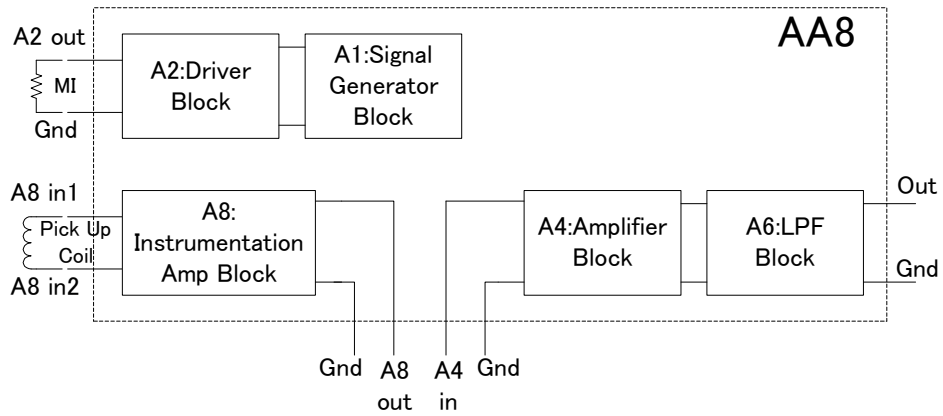 AA8
A2 out
MI
Gnd
A2:Driver
Block
A1:Signal
Generator
Block
A8 in1
Pick Up
Coil
A8 in2
A8:
Instrumentation
Amp Block
A4:Amplifier
Block
A6:LPF
Block
Out
Gnd
Gnd
A8
out
A4
in
Gnd